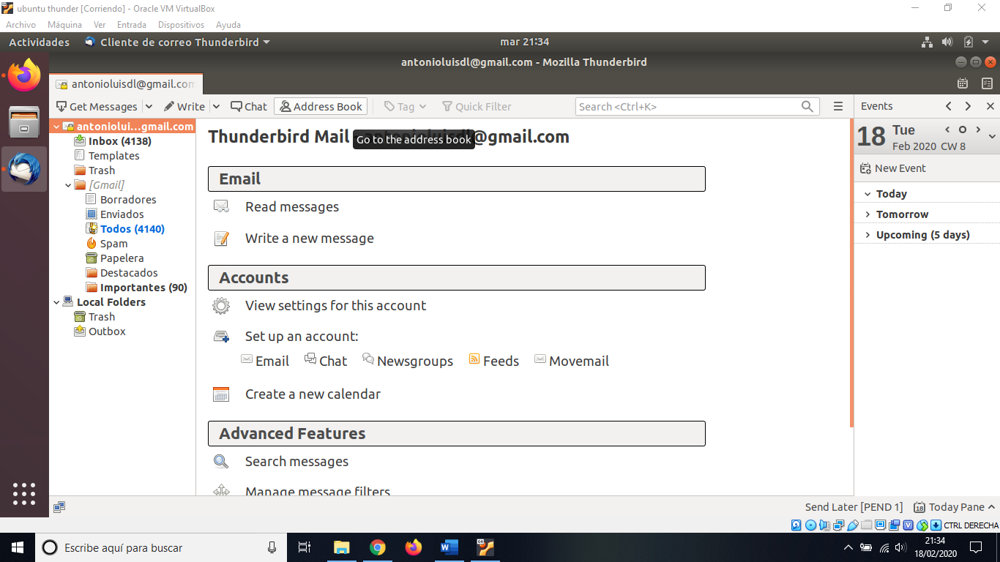 ubuntu thunder [Corriendo] - Oracle VM VirtualBox
Archivo Máquina Ver Entrada Dispositivos Ayuda
Actividades Cliente de correo Thunderbird mar 21:34
antonioluisdl@gmail.com - Mozilla Thunderbird
antonioluisdl@gmail.com
Get Messages Write Chat Address Book Tag Quick Filter Search <Ctrl+K>
Events
antoniolui...gmail.com
Inbox (4138)
Templates
Trash
[Gmail]
Borradores
Enviados
Todos (4140)
Spam
Papelera
Destacados
Importantes (90)
Local Folders
Trash
Outbox
Thunderbird Mail - antonioluisdl@gmail.com
Go to the address book
Email
Read messages
Write a new message
Accounts
View settings for this account
Set up an account:
Email Chat Newsgroups Feeds Movemail
Create a new calendar
Advanced Features
Search messages
Manage message filters
18 Tue
Feb 2020 CW 8
New Event
Today
Tomorrow
Upcoming (5 days)
Send Later [PEND 1] 18 Today Pane
CTRL DERECHA
Escribe aquí para buscar
21:34
18/02/2020